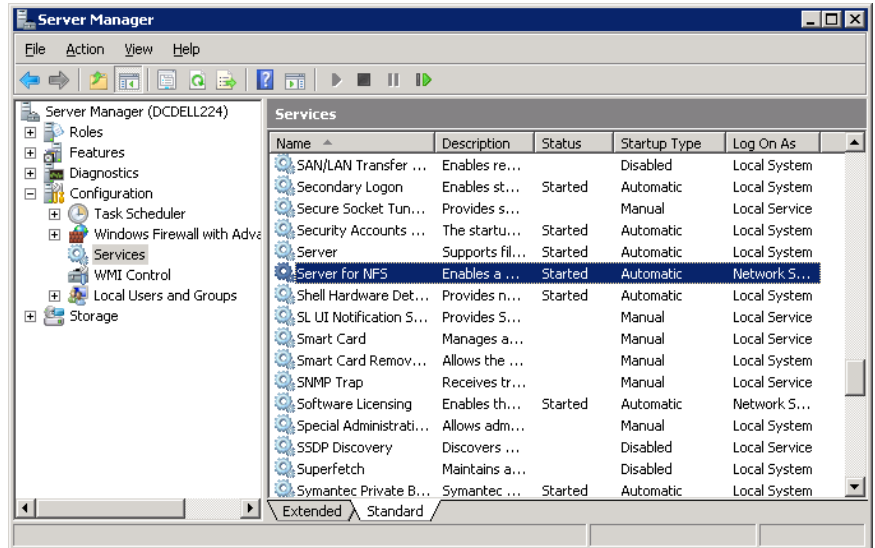 Server Manager
File Action View Help
Server Manager (DCDELL224)
Roles
Features
Diagnostics
Configuration
Task Scheduler
Windows Firewall with Adva
Services
WMI Control
Local Users and Groups
Storage
Services
Name Description Status Startup Type Log On As
SAN/LAN Transfer ... Enables re... Disabled Local System
Secondary Logon Enables st... Started Automatic Local System
Secure Socket Tun... Provides s... Manual Local Service
Security Accounts ... The startu... Started Automatic Local System
Server Supports fil... Started Automatic Local System
Server for NFS Enables a ... Started Automatic Network S...
Shell Hardware Det... Provides n... Started Automatic Local System
SL UI Notification S... Provides S... Manual Local Service
Smart Card Manages a... Manual Local Service
Smart Card Remov... Allows the ... Manual Local System
SNMP Trap Receives tr... Manual Local Service
Software Licensing Enables th... Started Automatic Network S...
Special Administrati... Allows adm... Manual Local System
SSDP Discovery Discovers ... Disabled Local Service
Superfetch Maintains a... Disabled Local System
Symantec Private B... Symantec ... Started Automatic Local System
Extended Standard